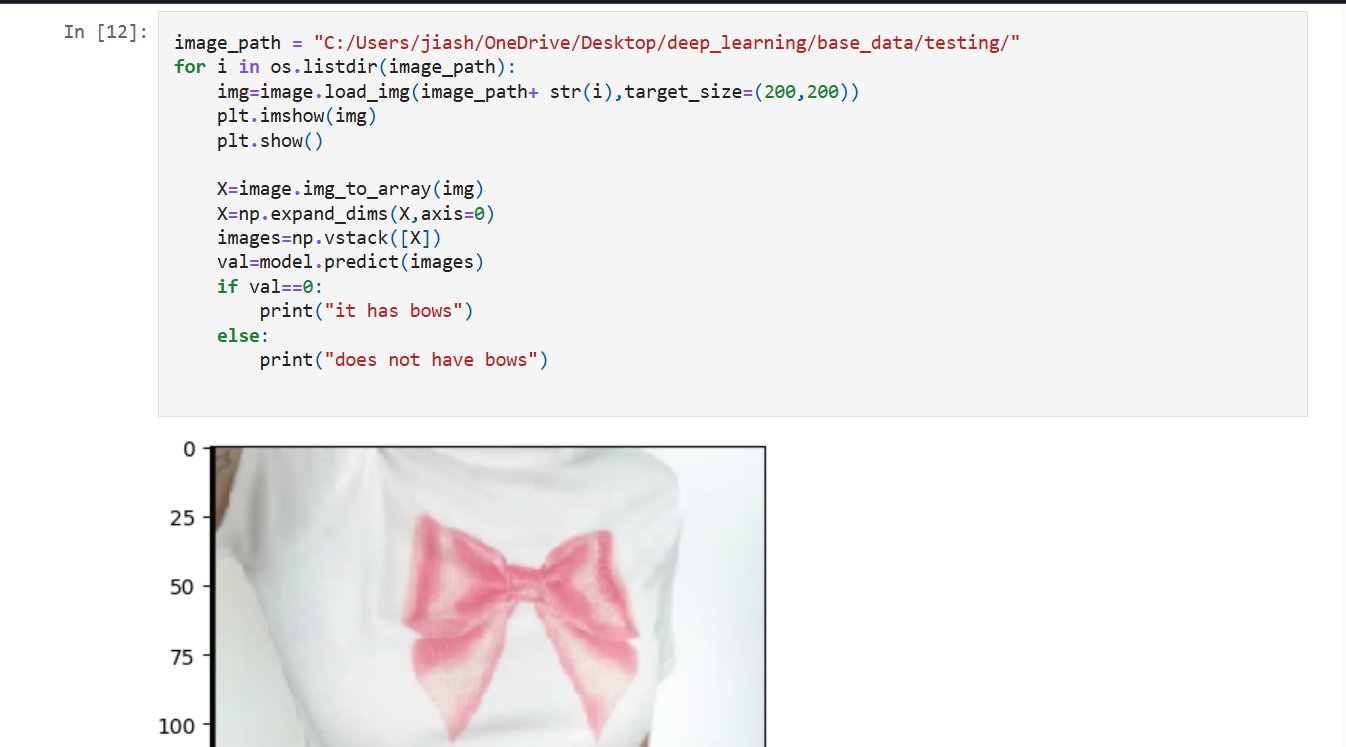 In [12]:
image_path = "C:/Users/jiash/OneDrive/Desktop/deep_learning/base_data/testing/"
for i in os.listdir(image_path):
    img=image.load_img(image_path+ str(i),target_size=(200,200))
    plt.imshow(img)
    plt.show()

    X=image.img_to_array(img)
    X=np.expand_dims(X,axis=0)
    images=np.vstack([X])
    val=model.predict(images)
    if val==0:
        print("it has bows")
    else:
        print("does not have bows")
0
25
50
75
100